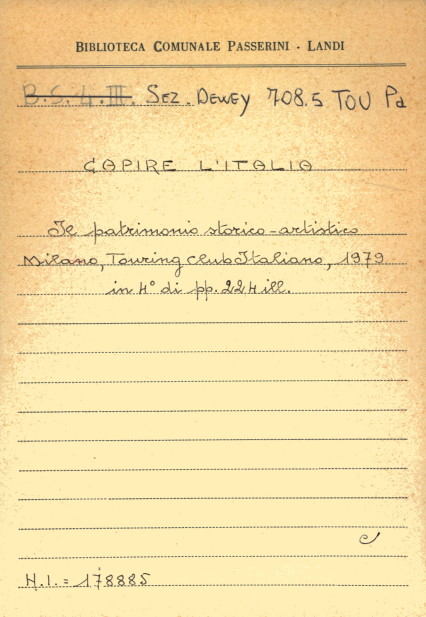 BIBLIOTECA COMUNALE PASSERINI - LANDI
B.S.4.III. SEZ. DEWEY 708.5 TOU Pa
CAPIRE L'ITALIA
Il patrimonio storico-artistico
Milano, Touring Club Italiano, 1979
in 4° di pp. 224 ill.
N.I.= 178885